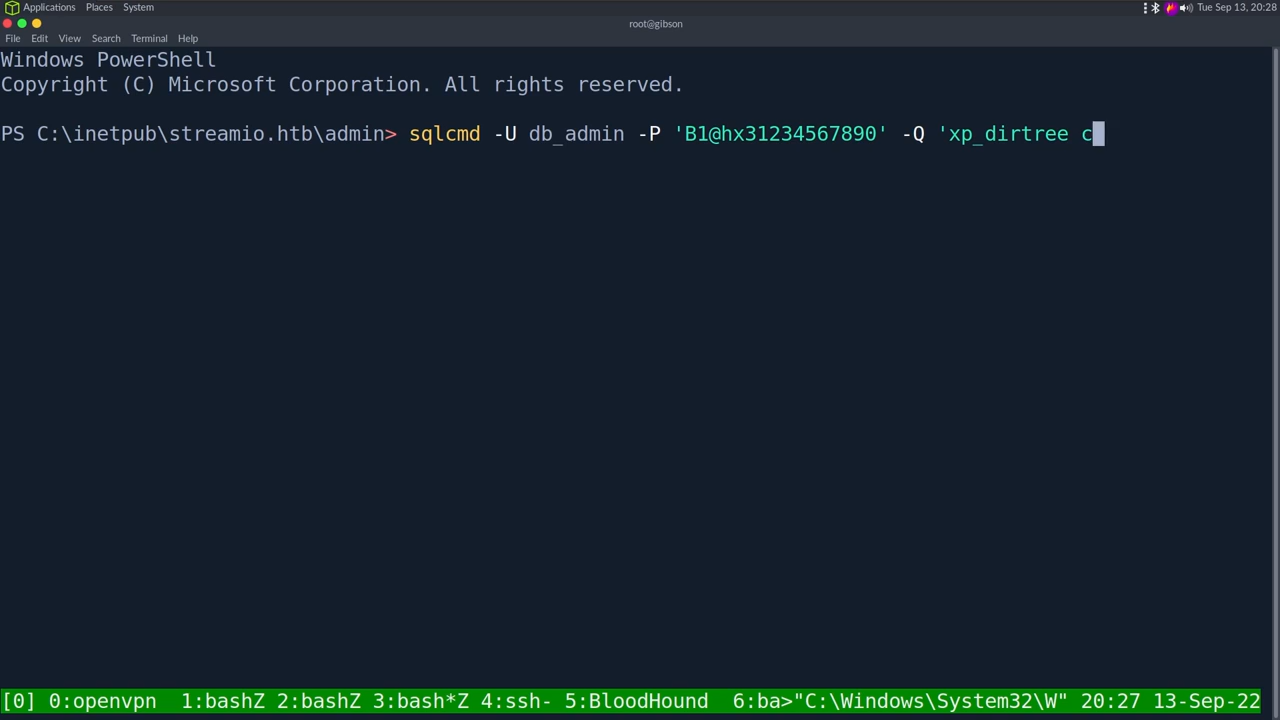 Applications Places System Tue Sep 13, 20:28
root@gibson
File Edit View Search Terminal Help
Windows PowerShell
Copyright (C) Microsoft Corporation. All rights reserved.
PS C:\inetpub\streamio.htb\admin> sqlcmd -U db_admin -P 'B1@hx31234567890' -Q 'xp_dirtree c
[0] 0:openvpn  1:bashZ 2:bashZ 3:bash*Z 4:ssh- 5:BloodHound  6:ba>"C:\Windows\System32\W" 20:27 13-Sep-22